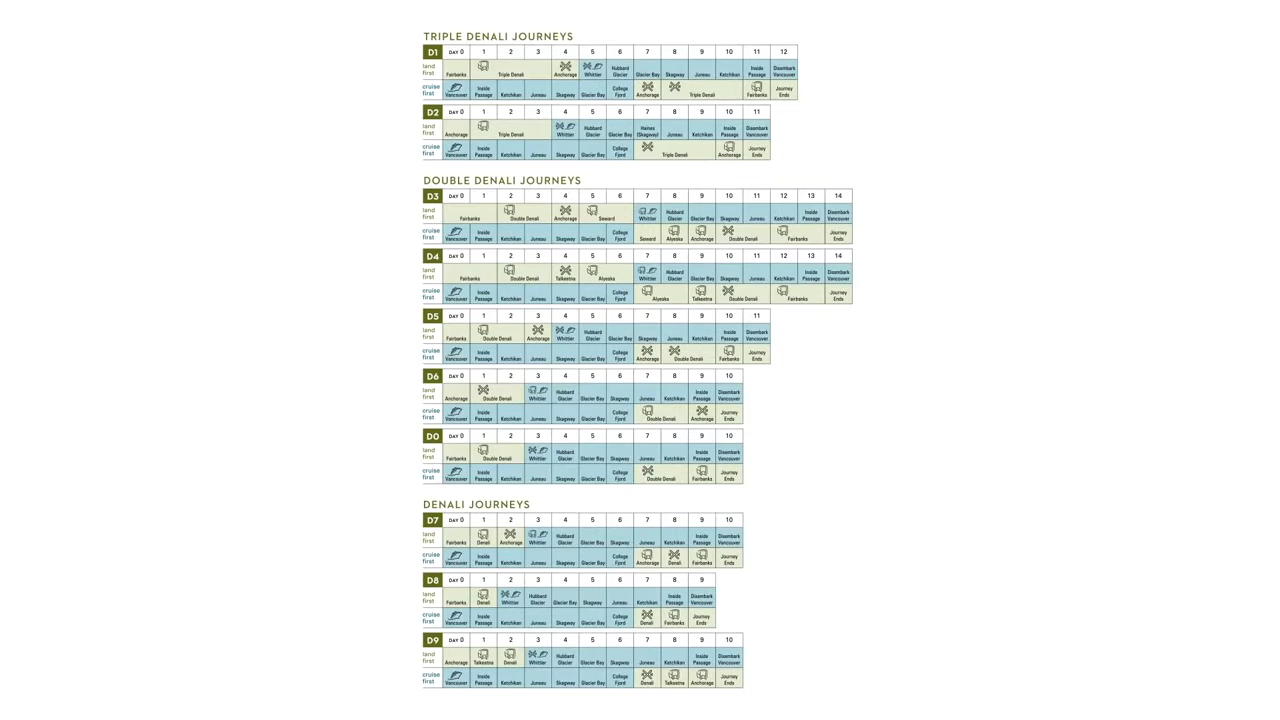 TRIPLE DENALI JOURNEYS
D1 DAY 0 1 2 3 4 5 6 7 8 9 10 11 12
land first Fairbanks Triple Denali Anchorage Whittier Hubbard Glacier Glacier Bay Skagway Juneau Ketchikan Inside Passage Disembark Vancouver
cruise first Vancouver Inside Passage Ketchikan Juneau Skagway Glacier Bay College Fjord Anchorage Triple Denali Fairbanks Journey Ends
D2 DAY 0 1 2 3 4 5 6 7 8 9 10 11
land first Anchorage Triple Denali Whittier Hubbard Glacier Glacier Bay Haines (Skagway) Juneau Ketchikan Inside Passage Disembark Vancouver
cruise first Vancouver Inside Passage Ketchikan Juneau Skagway Glacier Bay College Fjord Triple Denali Anchorage Journey Ends
DOUBLE DENALI JOURNEYS
D3 DAY 0 1 2 3 4 5 6 7 8 9 10 11 12 13 14
land first Fairbanks Double Denali Anchorage Seward Whittier Hubbard Glacier Glacier Bay Skagway Juneau Ketchikan Inside Passage Disembark Vancouver
cruise first Vancouver Inside Passage Ketchikan Juneau Skagway Glacier Bay College Fjord Seward Alyeska Anchorage Double Denali Fairbanks Journey Ends
D4 DAY 0 1 2 3 4 5 6 7 8 9 10 11 12 13 14
land first Fairbanks Double Denali Talkeetna Alyeska Whittier Hubbard Glacier Glacier Bay Skagway Juneau Ketchikan Inside Passage Disembark Vancouver
cruise first Vancouver Inside Passage Ketchikan Juneau Skagway Glacier Bay College Fjord Alyeska Talkeetna Double Denali Fairbanks Journey Ends
D5 DAY 0 1 2 3 4 5 6 7 8 9 10 11
land first Fairbanks Double Denali Anchorage Whittier Hubbard Glacier Glacier Bay Skagway Juneau Ketchikan Inside Passage Disembark Vancouver
cruise first Vancouver Inside Passage Ketchikan Juneau Skagway Glacier Bay College Fjord Anchorage Double Denali Fairbanks Journey Ends
D6 DAY 0 1 2 3 4 5 6 7 8 9 10
land first Anchorage Double Denali Whittier Hubbard Glacier Glacier Bay Skagway Juneau Ketchikan Inside Passage Disembark Vancouver
cruise first Vancouver Inside Passage Ketchikan Juneau Skagway Glacier Bay College Fjord Double Denali Anchorage Journey Ends
D0 DAY 0 1 2 3 4 5 6 7 8 9 10
land first Fairbanks Double Denali Whittier Hubbard Glacier Glacier Bay Skagway Juneau Ketchikan Inside Passage Disembark Vancouver
cruise first Vancouver Inside Passage Ketchikan Juneau Skagway Glacier Bay College Fjord Double Denali Fairbanks Journey Ends
DENALI JOURNEYS
D7 DAY 0 1 2 3 4 5 6 7 8 9 10
land first Fairbanks Denali Anchorage Whittier Hubbard Glacier Glacier Bay Skagway Juneau Ketchikan Inside Passage Disembark Vancouver
cruise first Vancouver Inside Passage Ketchikan Juneau Skagway Glacier Bay College Fjord Anchorage Denali Fairbanks Journey Ends
D8 DAY 0 1 2 3 4 5 6 7 8 9
land first Fairbanks Denali Whittier Hubbard Glacier Glacier Bay Skagway Juneau Ketchikan Inside Passage Disembark Vancouver
cruise first Vancouver Inside Passage Ketchikan Juneau Skagway Glacier Bay College Fjord Denali Fairbanks Journey Ends
D9 DAY 0 1 2 3 4 5 6 7 8 9 10
land first Anchorage Talkeetna Denali Whittier Hubbard Glacier Glacier Bay Skagway Juneau Ketchikan Inside Passage Disembark Vancouver
cruise first Vancouver Inside Passage Ketchikan Juneau Skagway Glacier Bay College Fjord Denali Talkeetna Anchorage Journey Ends